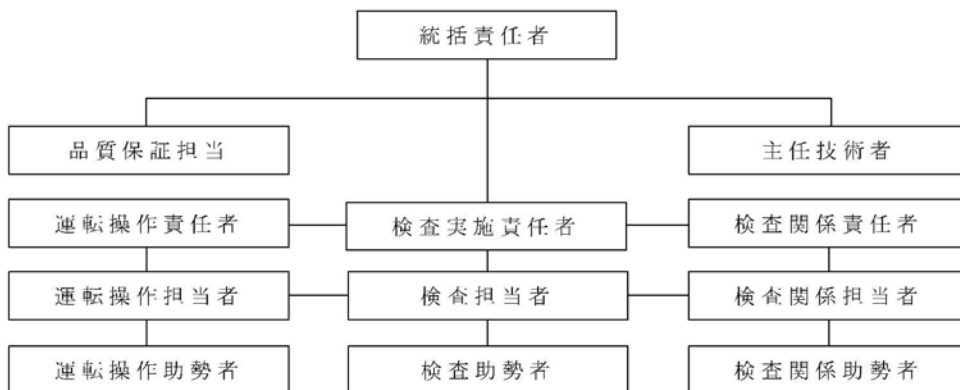 統括責任者
品質保証担当
主任技術者
運転操作責任者
検査実施責任者
検査関係責任者
運転操作担当者
検査担当者
検査関係担当者
運転操作助勢者
検査助勢者
検査関係助勢者